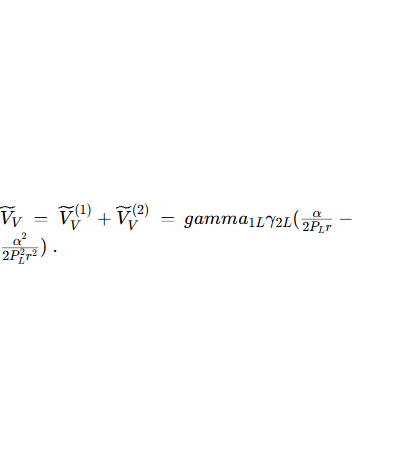 $\widetilde{V}_V \ = \ \widetilde{V}_V^{(1)} + \widetilde{V}_V^{(2)} \ = \ gamma_{1L}\gamma_{2L}(\frac{\alpha}{2P_L r} -$
$\frac{\alpha^2}{2P_L^2 r^2}) \ .$